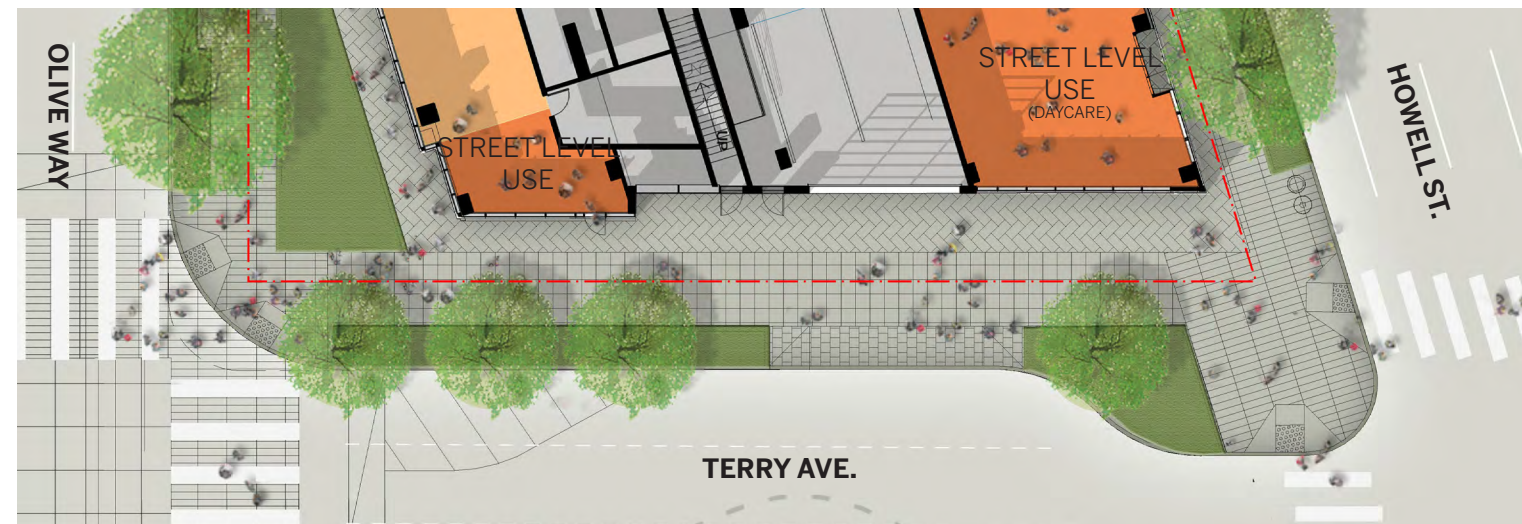 OLIVE WAY
STREET LEVEL
USE
UP
STREET LEVEL
USE
(DAYCARE)
HOWELL ST.
TERRY AVE.